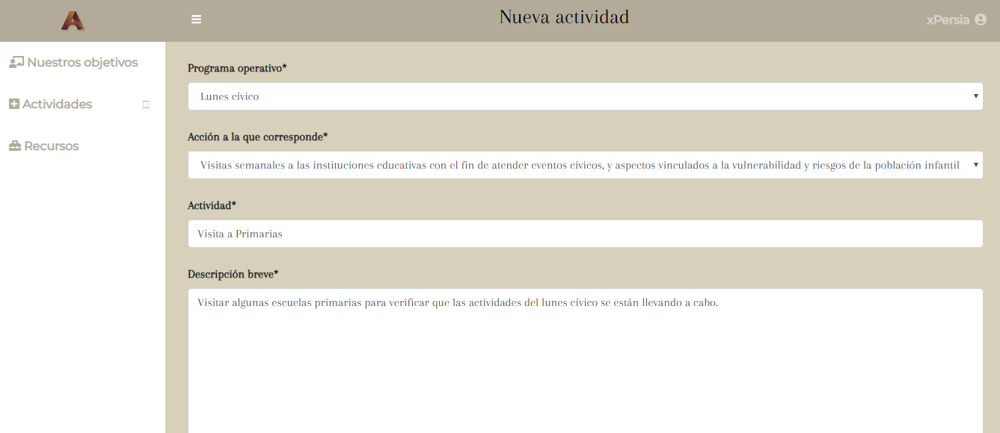 Nueva actividad
xPersia
Nuestros objetivos
Actividades
Recursos
Programa operativo*
Lunes cívico
Acción a la que corresponde*
Visitas semanales a las instituciones educativas con el fin de atender eventos cívicos, y aspectos vinculados a la vulnerabilidad y riesgos de la población infantil
Actividad*
Visita a Primarias
Descripción breve*
Visitar algunas escuelas primarias para verificar que las actividades del lunes cívico se están llevando a cabo.